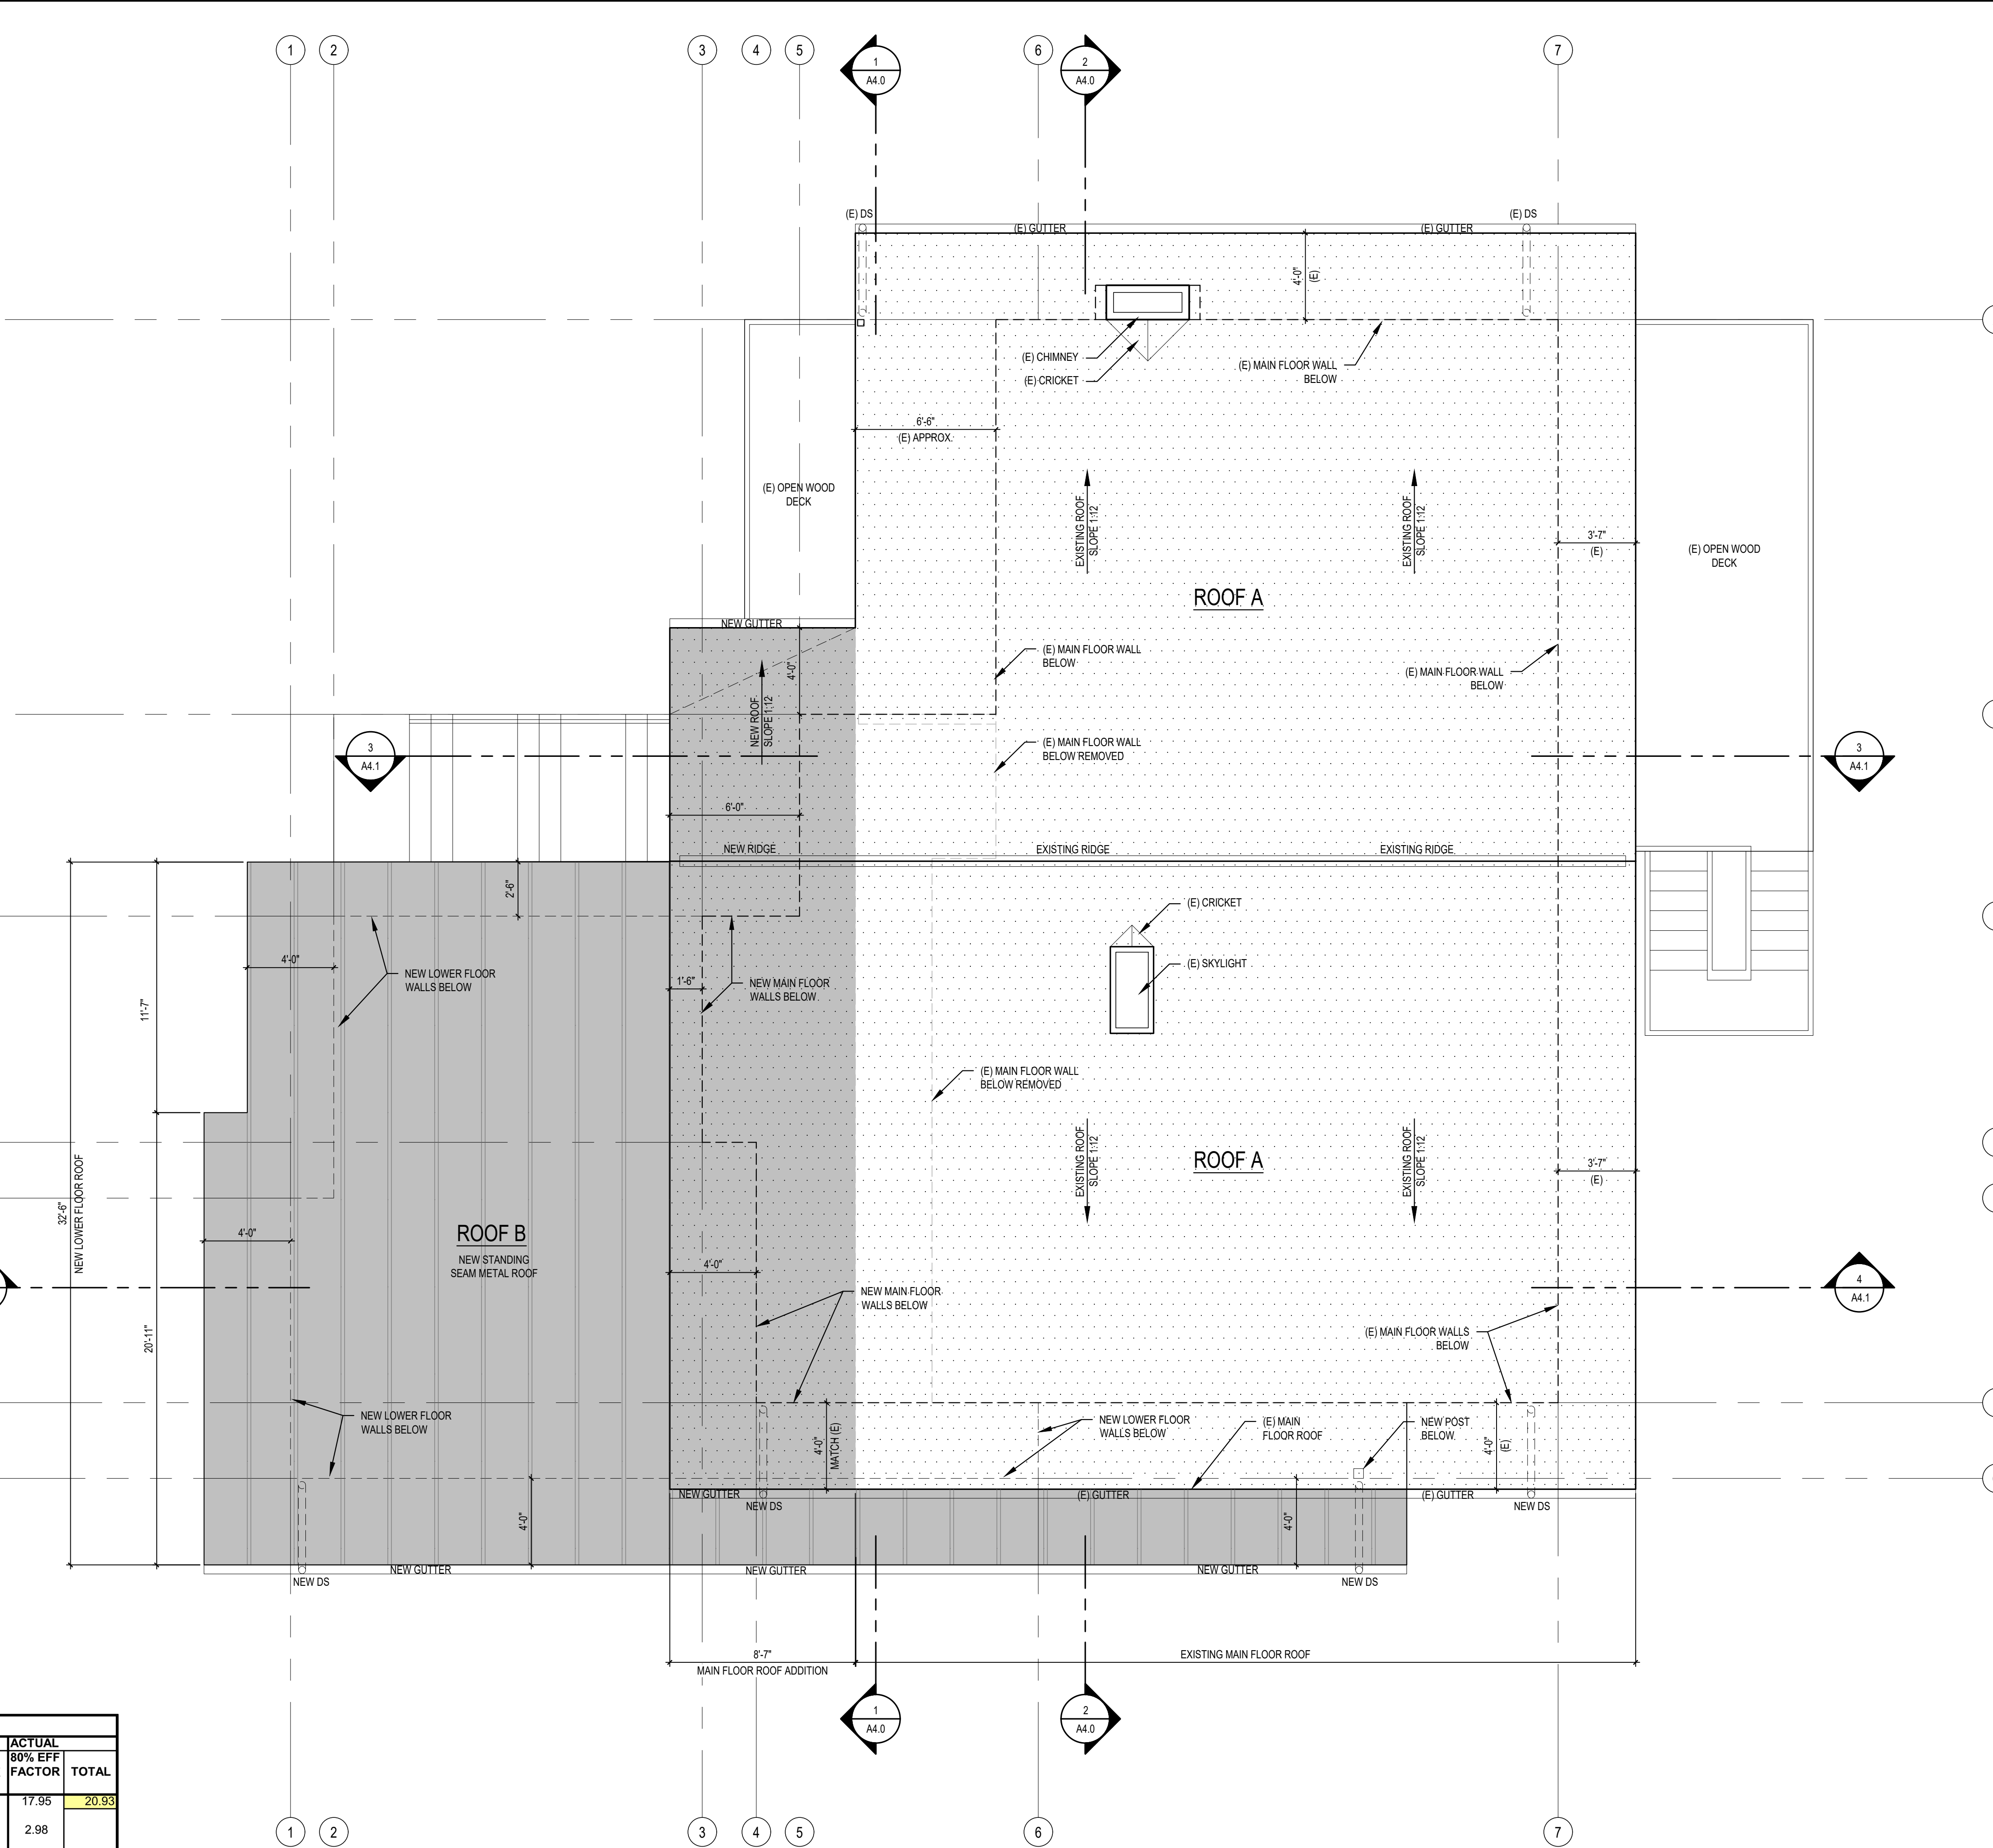 1 2 3 4 5 6 7
1
A4.0
2
A4.0
(E) DS
(E) GUTTER
(E) GUTTER
(E) DS
4'-0"
(E)
(E) CHIMNEY
(E) CRICKET
(E) MAIN FLOOR WALL
BELOW
6'-6"
(E) APPROX.
(E) OPEN WOOD
DECK
EXISTING ROOF
SLOPE 1:12
EXISTING ROOF
SLOPE 1:12
3'-7"
(E)
(E) OPEN WOOD
DECK
ROOF A
NEW GUTTER
4'-0"
(E) MAIN FLOOR WALL
BELOW
(E) MAIN FLOOR WALL
BELOW
NEW ROOF
SLOPE 1:12
3
A4.1
(E) MAIN FLOOR WALL
BELOW REMOVED
3
A4.1
6'-0"
NEW RIDGE
EXISTING RIDGE
EXISTING RIDGE
2'-6"
(E) CRICKET
4'-0"
NEW LOWER FLOOR
WALLS BELOW
(E) SKYLIGHT
1'-6"
NEW MAIN FLOOR
WALLS BELOW
11'-7"
(E) MAIN FLOOR WALL
BELOW REMOVED
EXISTING ROOF
SLOPE 1:12
EXISTING ROOF
SLOPE 1:12
ROOF A
3'-7"
(E)
32'-6"
NEW LOWER FLOOR ROOF
4'-0"
ROOF B
NEW STANDING
SEAM METAL ROOF
4'-0"
NEW MAIN FLOOR
WALLS BELOW
4
A4.1
20'-11"
(E) MAIN FLOOR WALLS
BELOW
NEW LOWER FLOOR
WALLS BELOW
4'-0"
MATCH (E)
NEW LOWER FLOOR
WALLS BELOW
(E) MAIN
FLOOR ROOF
NEW POST
BELOW
4'-0"
(E)
NEW GUTTER
NEW DS
(E) GUTTER
(E) GUTTER
NEW DS
4'-0"
4'-0"
NEW DS
NEW GUTTER
NEW GUTTER
NEW GUTTER
NEW DS
8'-7"
MAIN FLOOR ROOF ADDITION
EXISTING MAIN FLOOR ROOF
1
A4.0
2
A4.0
ACTUAL
80% EFF
FACTOR TOTAL
17.95 20.93
2.98
1 2 3 4 5 6 7